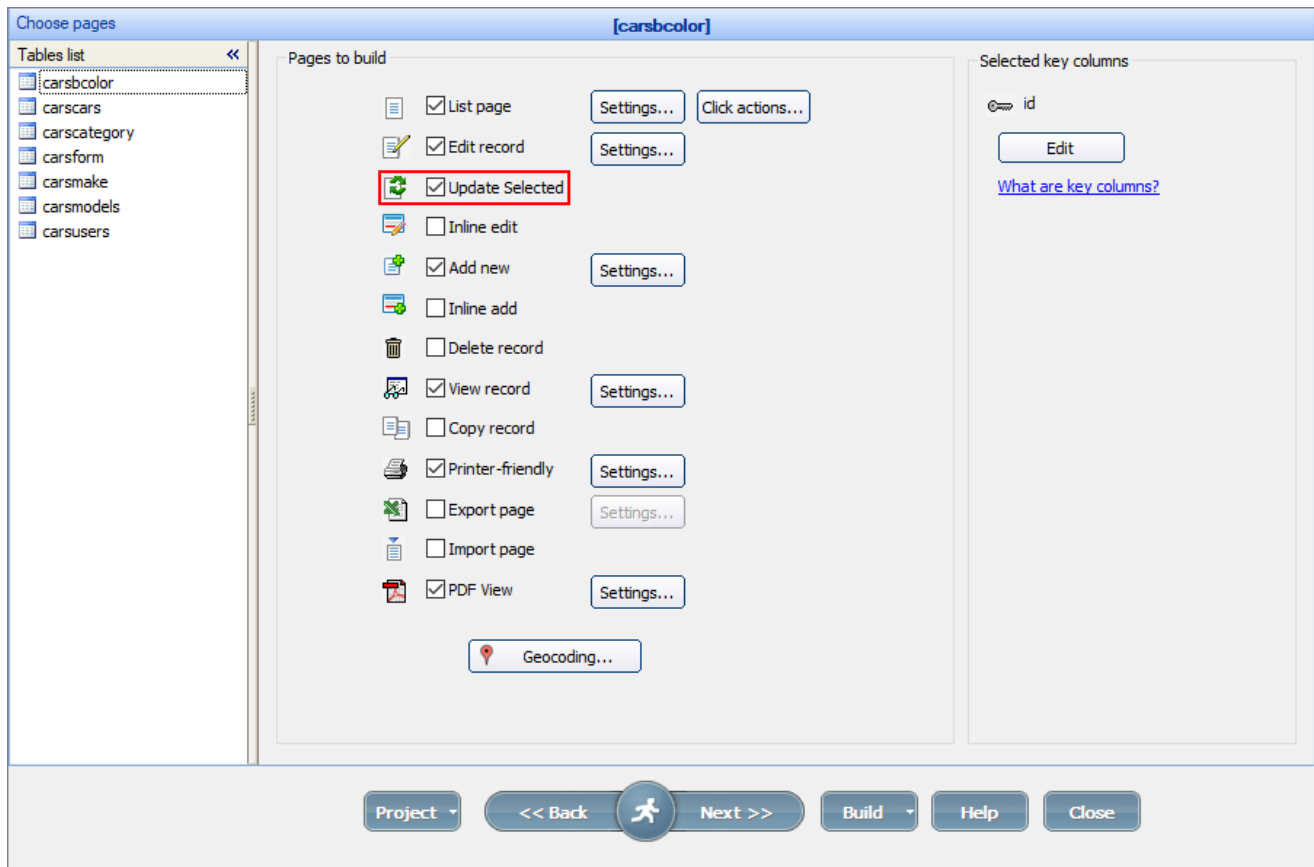 Choose pages
[carsbcolor]
Tables list «
carsbcolor
carscars
carscategory
carsform
carsmake
carsmodels
carsusers
Pages to build
List page Settings... Click actions...
Edit record Settings...
Update Selected
Inline edit
Add new Settings...
Inline add
Delete record
View record Settings...
Copy record
Printer-friendly Settings...
Export page Settings...
Import page
PDF View Settings...
Geocoding...
Selected key columns
id
Edit
What are key columns?
Project << Back Next >> Build Help Close